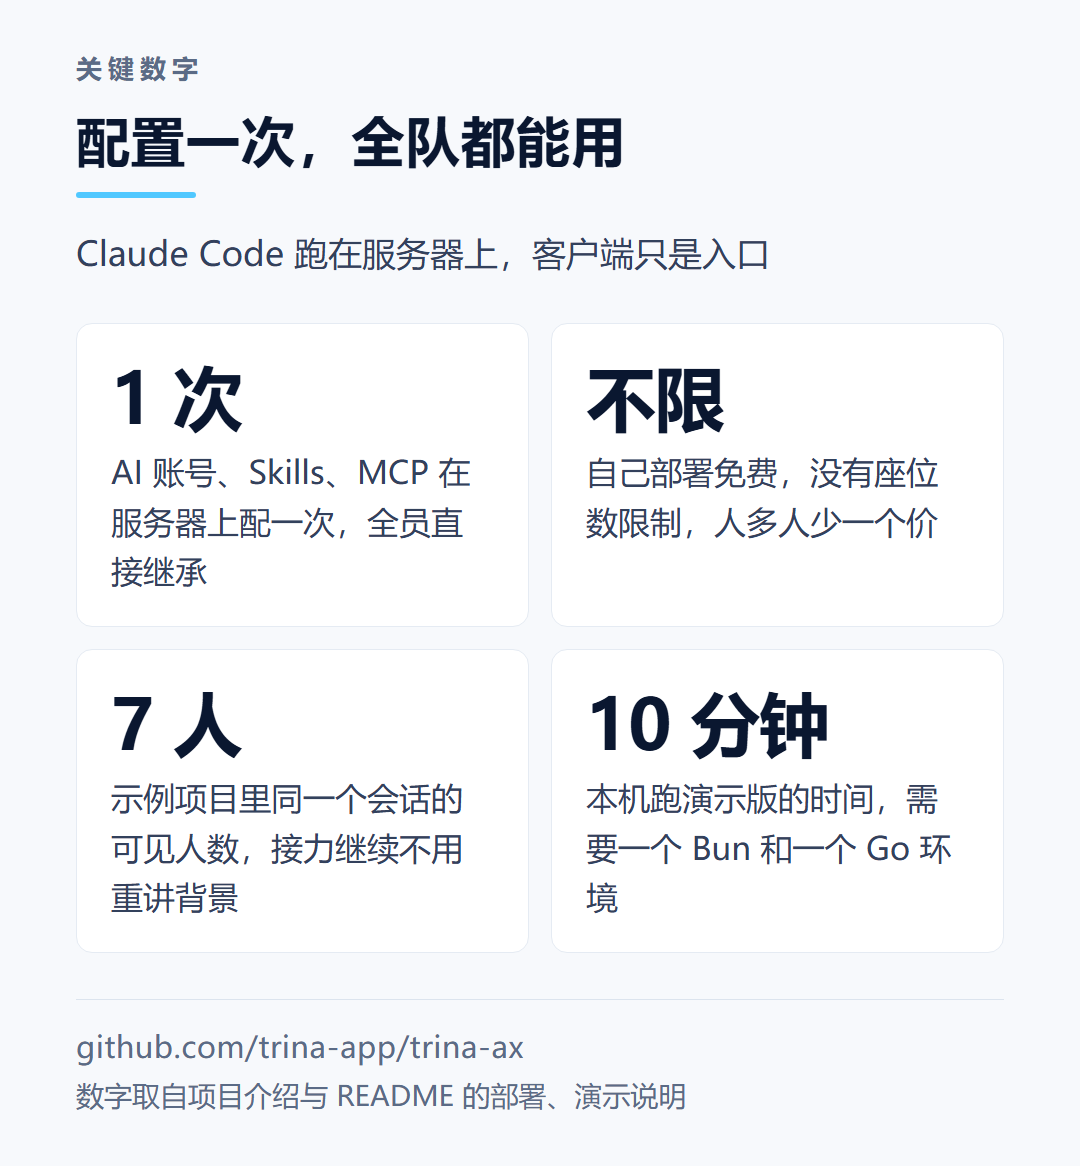 关键数字
配置一次，全队都能用
Claude Code 跑在服务器上，客户端只是入口
1 次
AI 账号、Skills、MCP 在
服务器上配一次，全员直
接继承
不限
自己部署免费，没有座位
数限制，人多人少一个价
7 人
示例项目里同一个会话的
可见人数，接力继续不用
重讲背景
10 分钟
本机跑演示版的时间，需
要一个 Bun 和一个 Go 环
境
github.com/trina-app/trina-ax
数字取自项目介绍与 README 的部署、演示说明